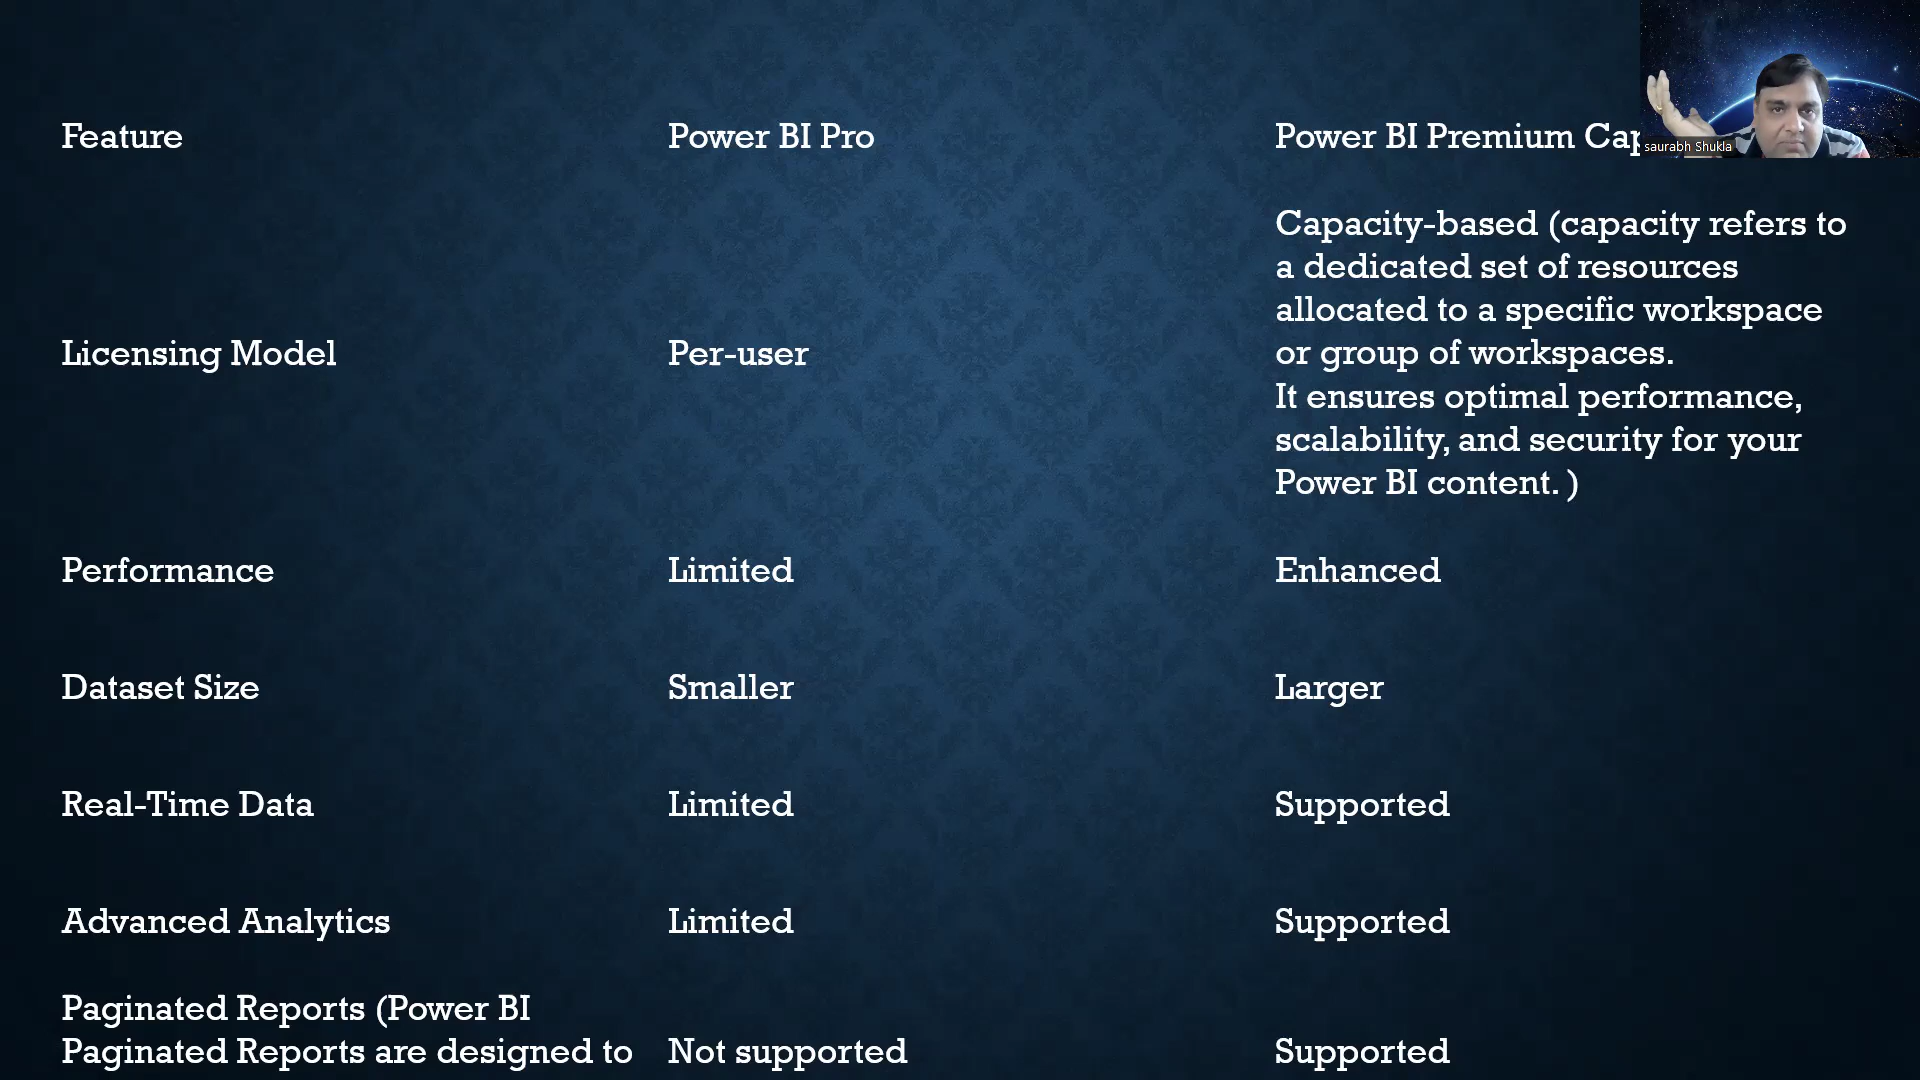 Feature
Power BI Pro
Power BI Premium
saurabh Shukla
Licensing Model
Per-user
Capacity-based (capacity refers to
a dedicated set of resources
allocated to a specific workspace
or group of workspaces.
It ensures optimal performance,
scalability, and security for your
Power BI content. )
Performance
Limited
Enhanced
Dataset Size
Smaller
Larger
Real-Time Data
Limited
Supported
Advanced Analytics
Limited
Supported
Paginated Reports (Power BI
Paginated Reports are designed to
Not supported
Supported